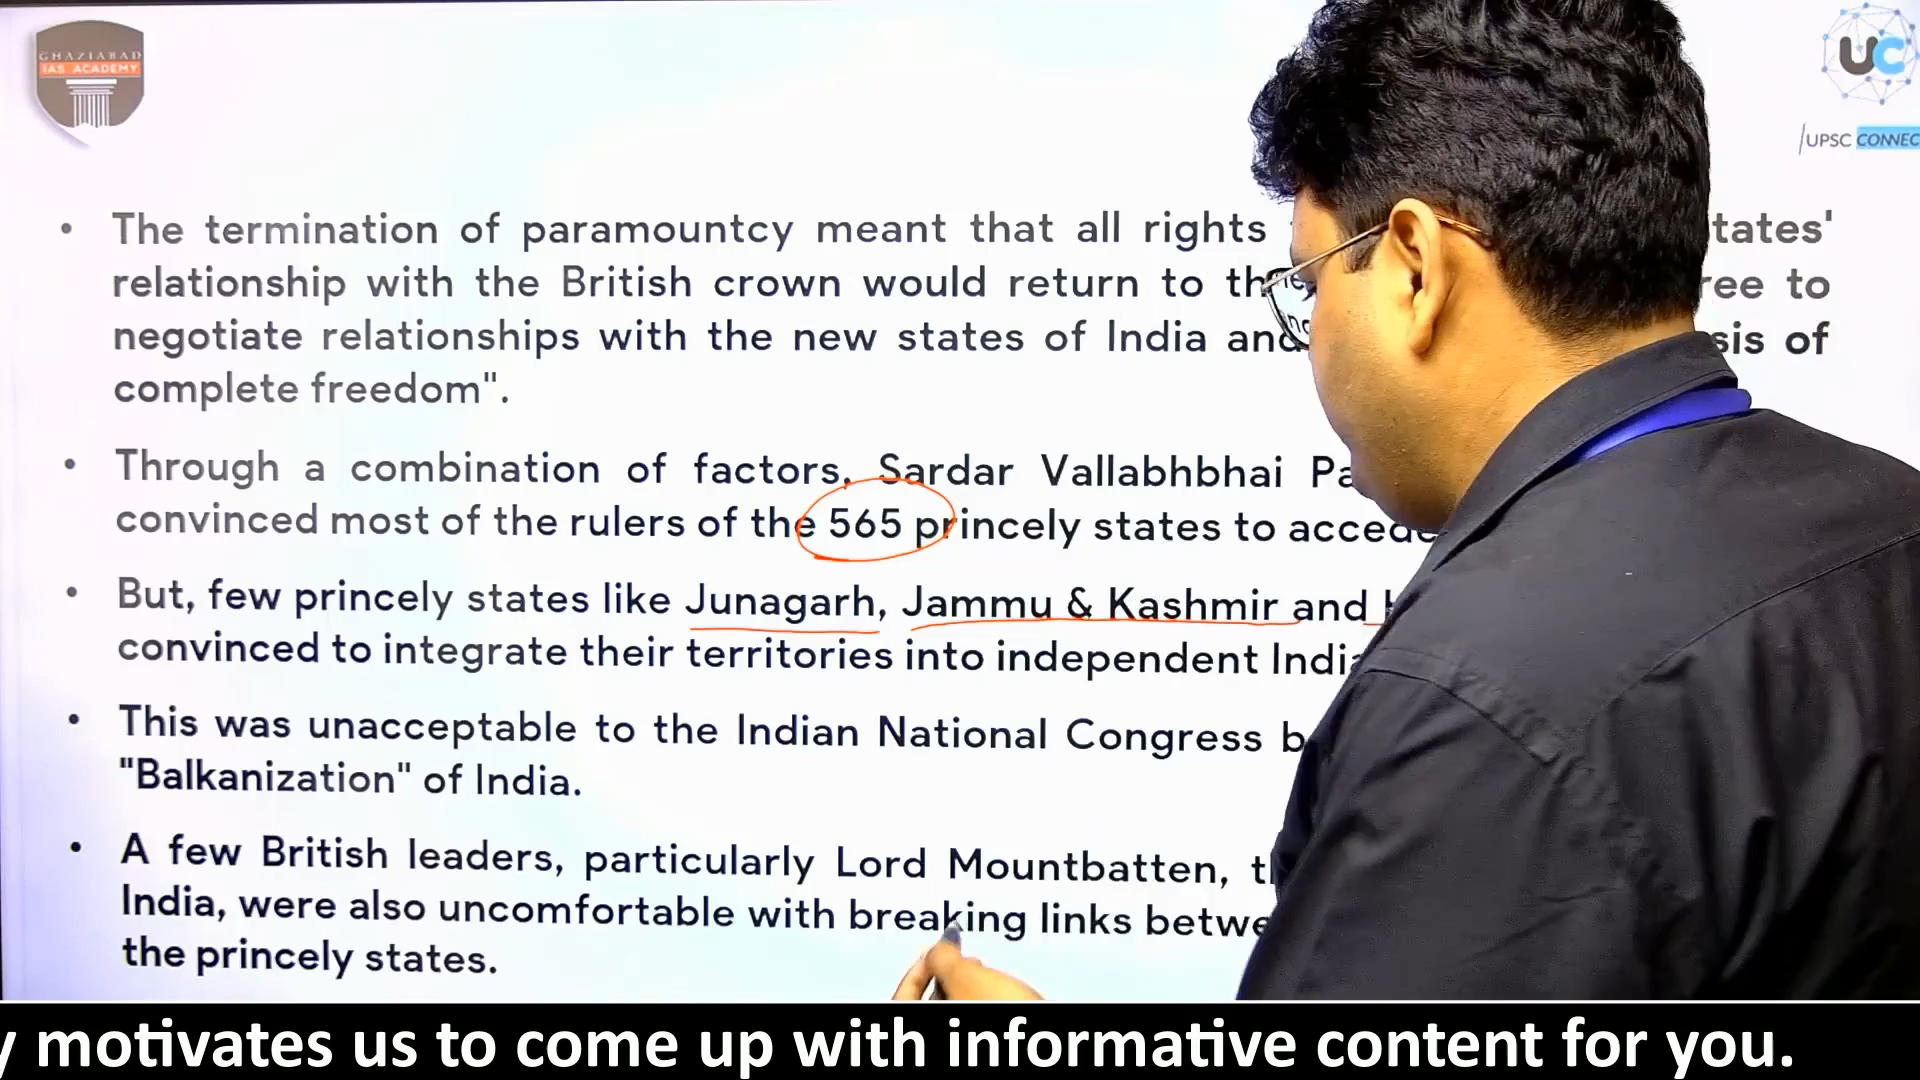 GHAZIABAD
IAS ACADEMY
UC
UPSC CONNEC
• The termination of paramountcy meant that all rights tates'
relationship with the British crown would return to ree to
negotiate relationships with the new states of India and sis of
complete freedom".
• Through a combination of factors, Sardar Vallabhbhai Pa
convinced most of the rulers of the 565 princely states to accede
• But, few princely states like Junagarh, Jammu & Kashmir and
convinced to integrate their territories into independent India
• This was unacceptable to the Indian National Congress b
"Balkanization" of India.
• A few British leaders, particularly Lord Mountbatten, th
India, were also uncomfortable with breaking links betwe
the princely states.
y motivates us to come up with informative content for you.